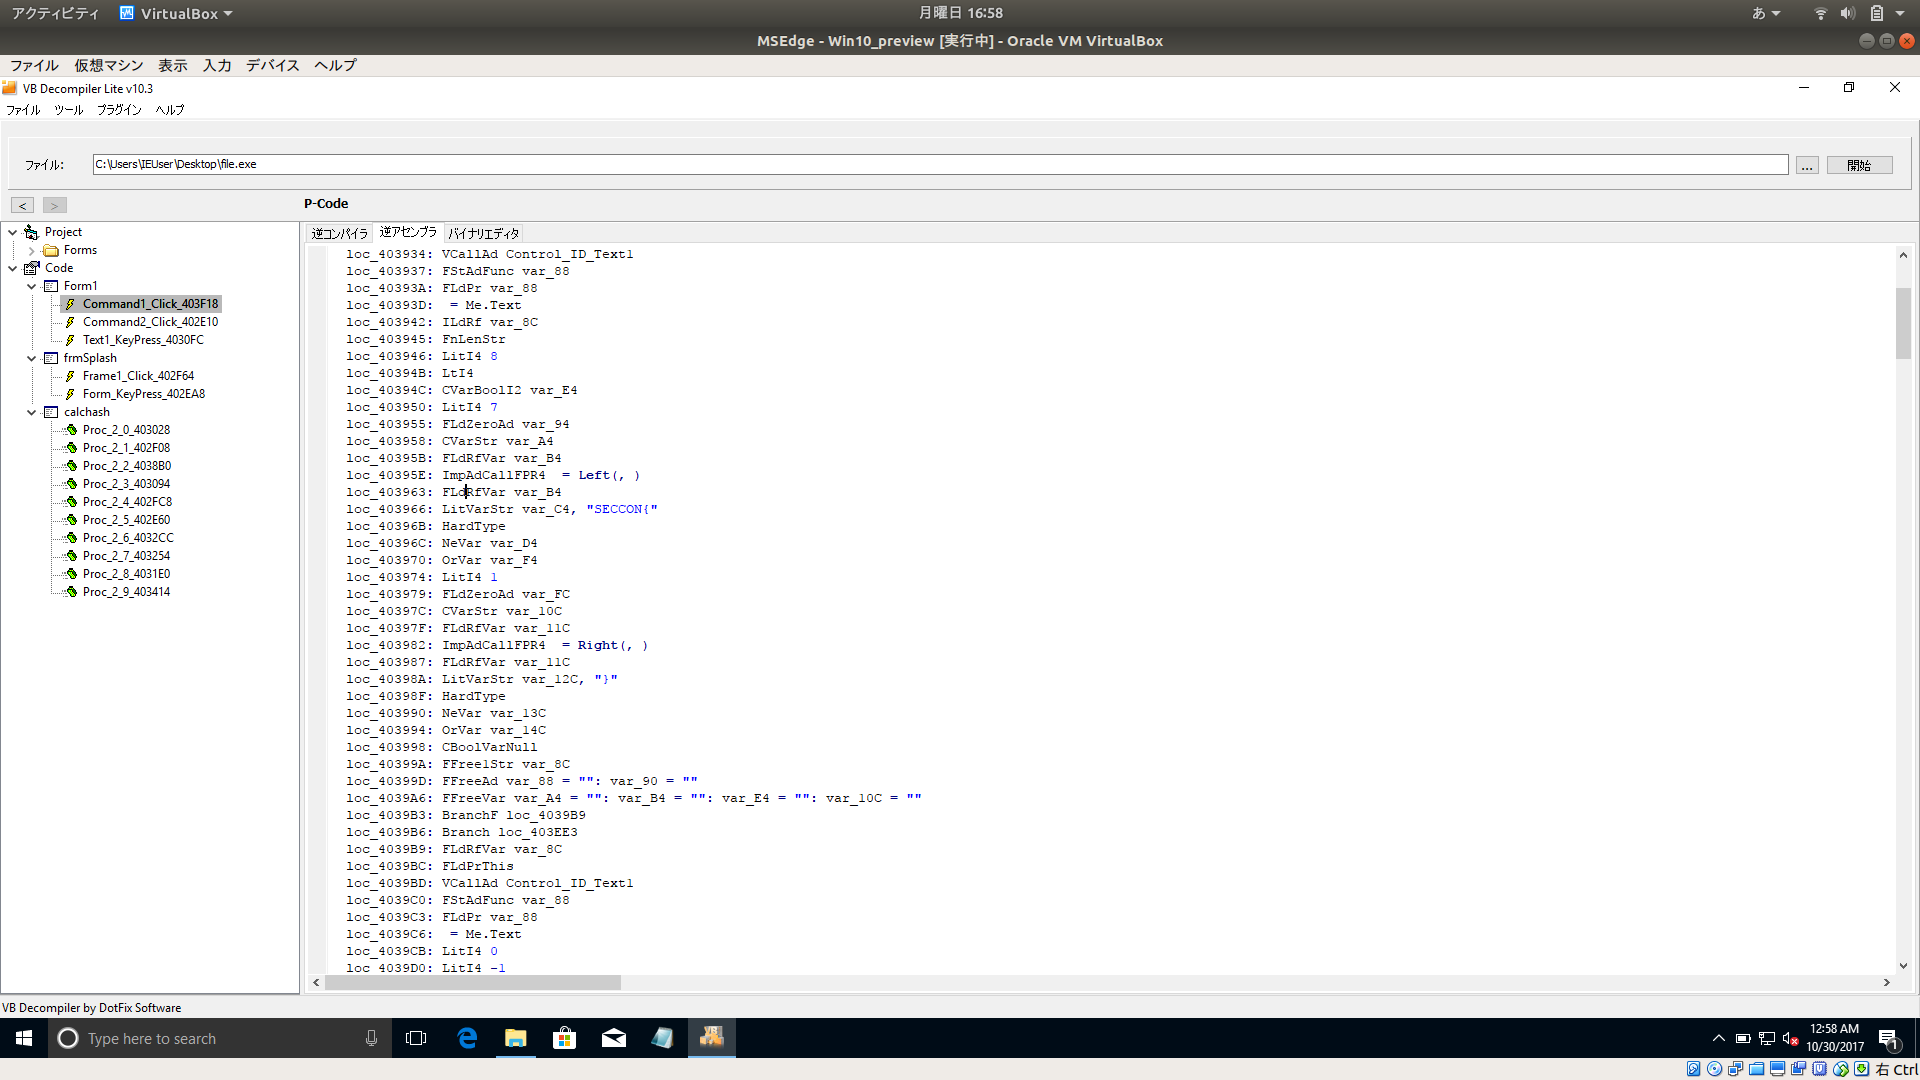 アクティビティ VirtualBox 月曜日 16:58 あ
MSEdge - Win10_preview [実行中] - Oracle VM VirtualBox
ファイル 仮想マシン 表示 入力 デバイス ヘルプ
VB Decompiler Lite v10.3
ファイル ツール プラグイン ヘルプ
ファイル: C:\Users\IEUser\Desktop\file.exe ... 開始
< > P-Code
Project
Forms
Code
Form1
Command1_Click_403F18
Command2_Click_402E10
Text1_KeyPress_4030FC
frmSplash
Frame1_Click_402F64
Form_KeyPress_402EA8
calchash
Proc_2_0_403028
Proc_2_1_402F08
Proc_2_2_4038B0
Proc_2_3_403094
Proc_2_4_402FC8
Proc_2_5_402E60
Proc_2_6_4032CC
Proc_2_7_403254
Proc_2_8_4031E0
Proc_2_9_403414
逆コンパイラ 逆アセンブラ バイナリエディタ
loc_403934: VCallAd Control_ID_Text1
loc_403937: FStAdFunc var_88
loc_40393A: FLdPr var_88
loc_40393D:  = Me.Text
loc_403942: ILdRf var_8C
loc_403945: FnLenStr
loc_403946: LitI4 8
loc_40394B: LtI4
loc_40394C: CVarBoolI2 var_E4
loc_403950: LitI4 7
loc_403955: FLdZeroAd var_94
loc_403958: CVarStr var_A4
loc_40395B: FLdRfVar var_B4
loc_40395E: ImpAdCallFPR4  = Left(, )
loc_403963: FLdRfVar var_B4
loc_403966: LitVarStr var_C4, "SECCON{"
loc_40396B: HardType
loc_40396C: NeVar var_D4
loc_403970: OrVar var_F4
loc_403974: LitI4 1
loc_403979: FLdZeroAd var_FC
loc_40397C: CVarStr var_10C
loc_40397F: FLdRfVar var_11C
loc_403982: ImpAdCallFPR4  = Right(, )
loc_403987: FLdRfVar var_11C
loc_40398A: LitVarStr var_12C, "}"
loc_40398F: HardType
loc_403990: NeVar var_13C
loc_403994: OrVar var_14C
loc_403998: CBoolVarNull
loc_40399A: FFree1Str var_8C
loc_40399D: FFreeAd var_88 = "": var_90 = ""
loc_4039A6: FFreeVar var_A4 = "": var_B4 = "": var_E4 = "": var_10C = ""
loc_4039B3: BranchF loc_4039B9
loc_4039B6: Branch loc_403EE3
loc_4039B9: FLdRfVar var_8C
loc_4039BC: FLdPrThis
loc_4039BD: VCallAd Control_ID_Text1
loc_4039C0: FStAdFunc var_88
loc_4039C3: FLdPr var_88
loc_4039C6:  = Me.Text
loc_4039CB: LitI4 0
loc_4039D0: LitI4 -1
VB Decompiler by DotFix Software
Type here to search
12:58 AM
10/30/2017
1
右 Ctrl